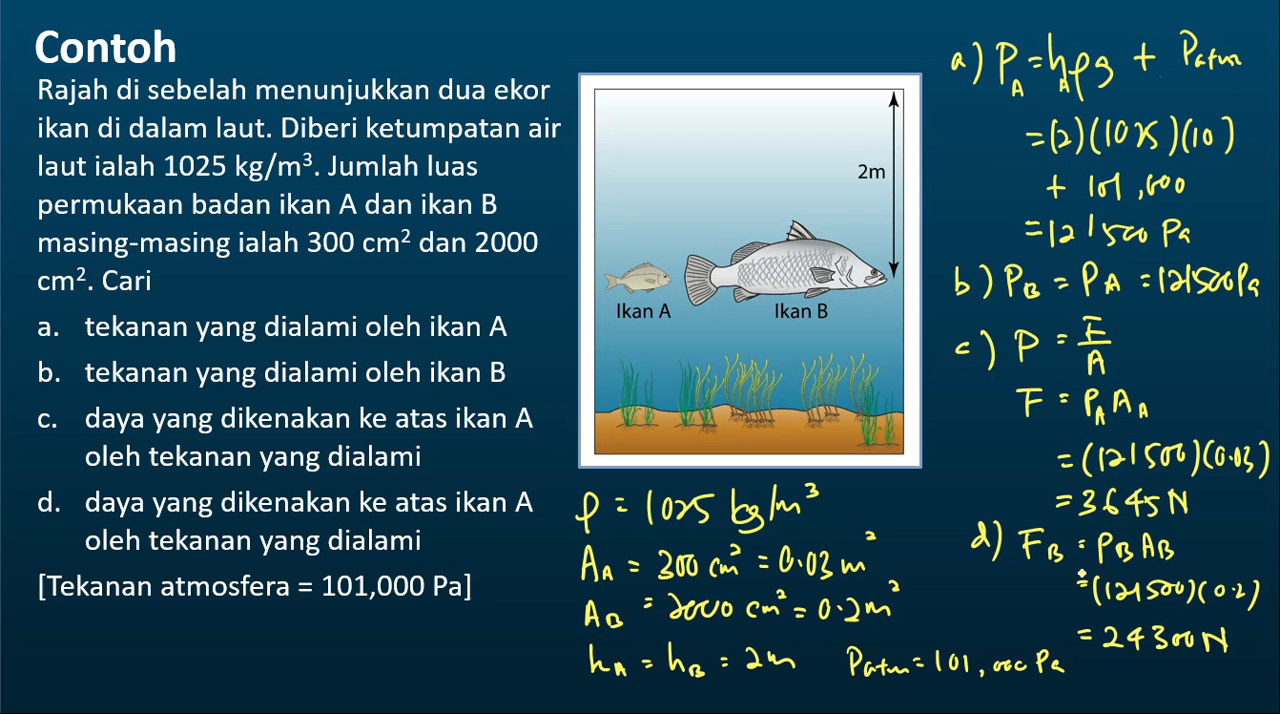 Contoh
Rajah di sebelah menunjukkan dua ekor
ikan di dalam laut. Diberi ketumpatan air
laut ialah 1025 kg/m³. Jumlah luas
permukaan badan ikan A dan ikan B
masing-masing ialah 300 cm² dan 2000
cm². Cari
a. tekanan yang dialami oleh ikan A
b. tekanan yang dialami oleh ikan B
c. daya yang dikenakan ke atas ikan A
oleh tekanan yang dialami
d. daya yang dikenakan ke atas ikan A
oleh tekanan yang dialami
[Tekanan atmosfera = 101,000 Pa]
2m
Ikan A
Ikan B
ρ = 1025 kg/m³
A_A = 300 cm² = 0.03 m²
A_B = 2000 cm² = 0.2 m²
h_A = h_B = 2m
Patm = 101,000 Pa
a) P_A = h_A ρg + Patm
= (2)(1025)(10)
+ 101,000
= 121500 Pa
b) P_B = P_A = 121500 Pa
c) P = F/A
F = P_A A_A
= (121500)(0.03)
= 3645 N
d) F_B = P_B A_B
= (121500)(0.2)
= 24300 N